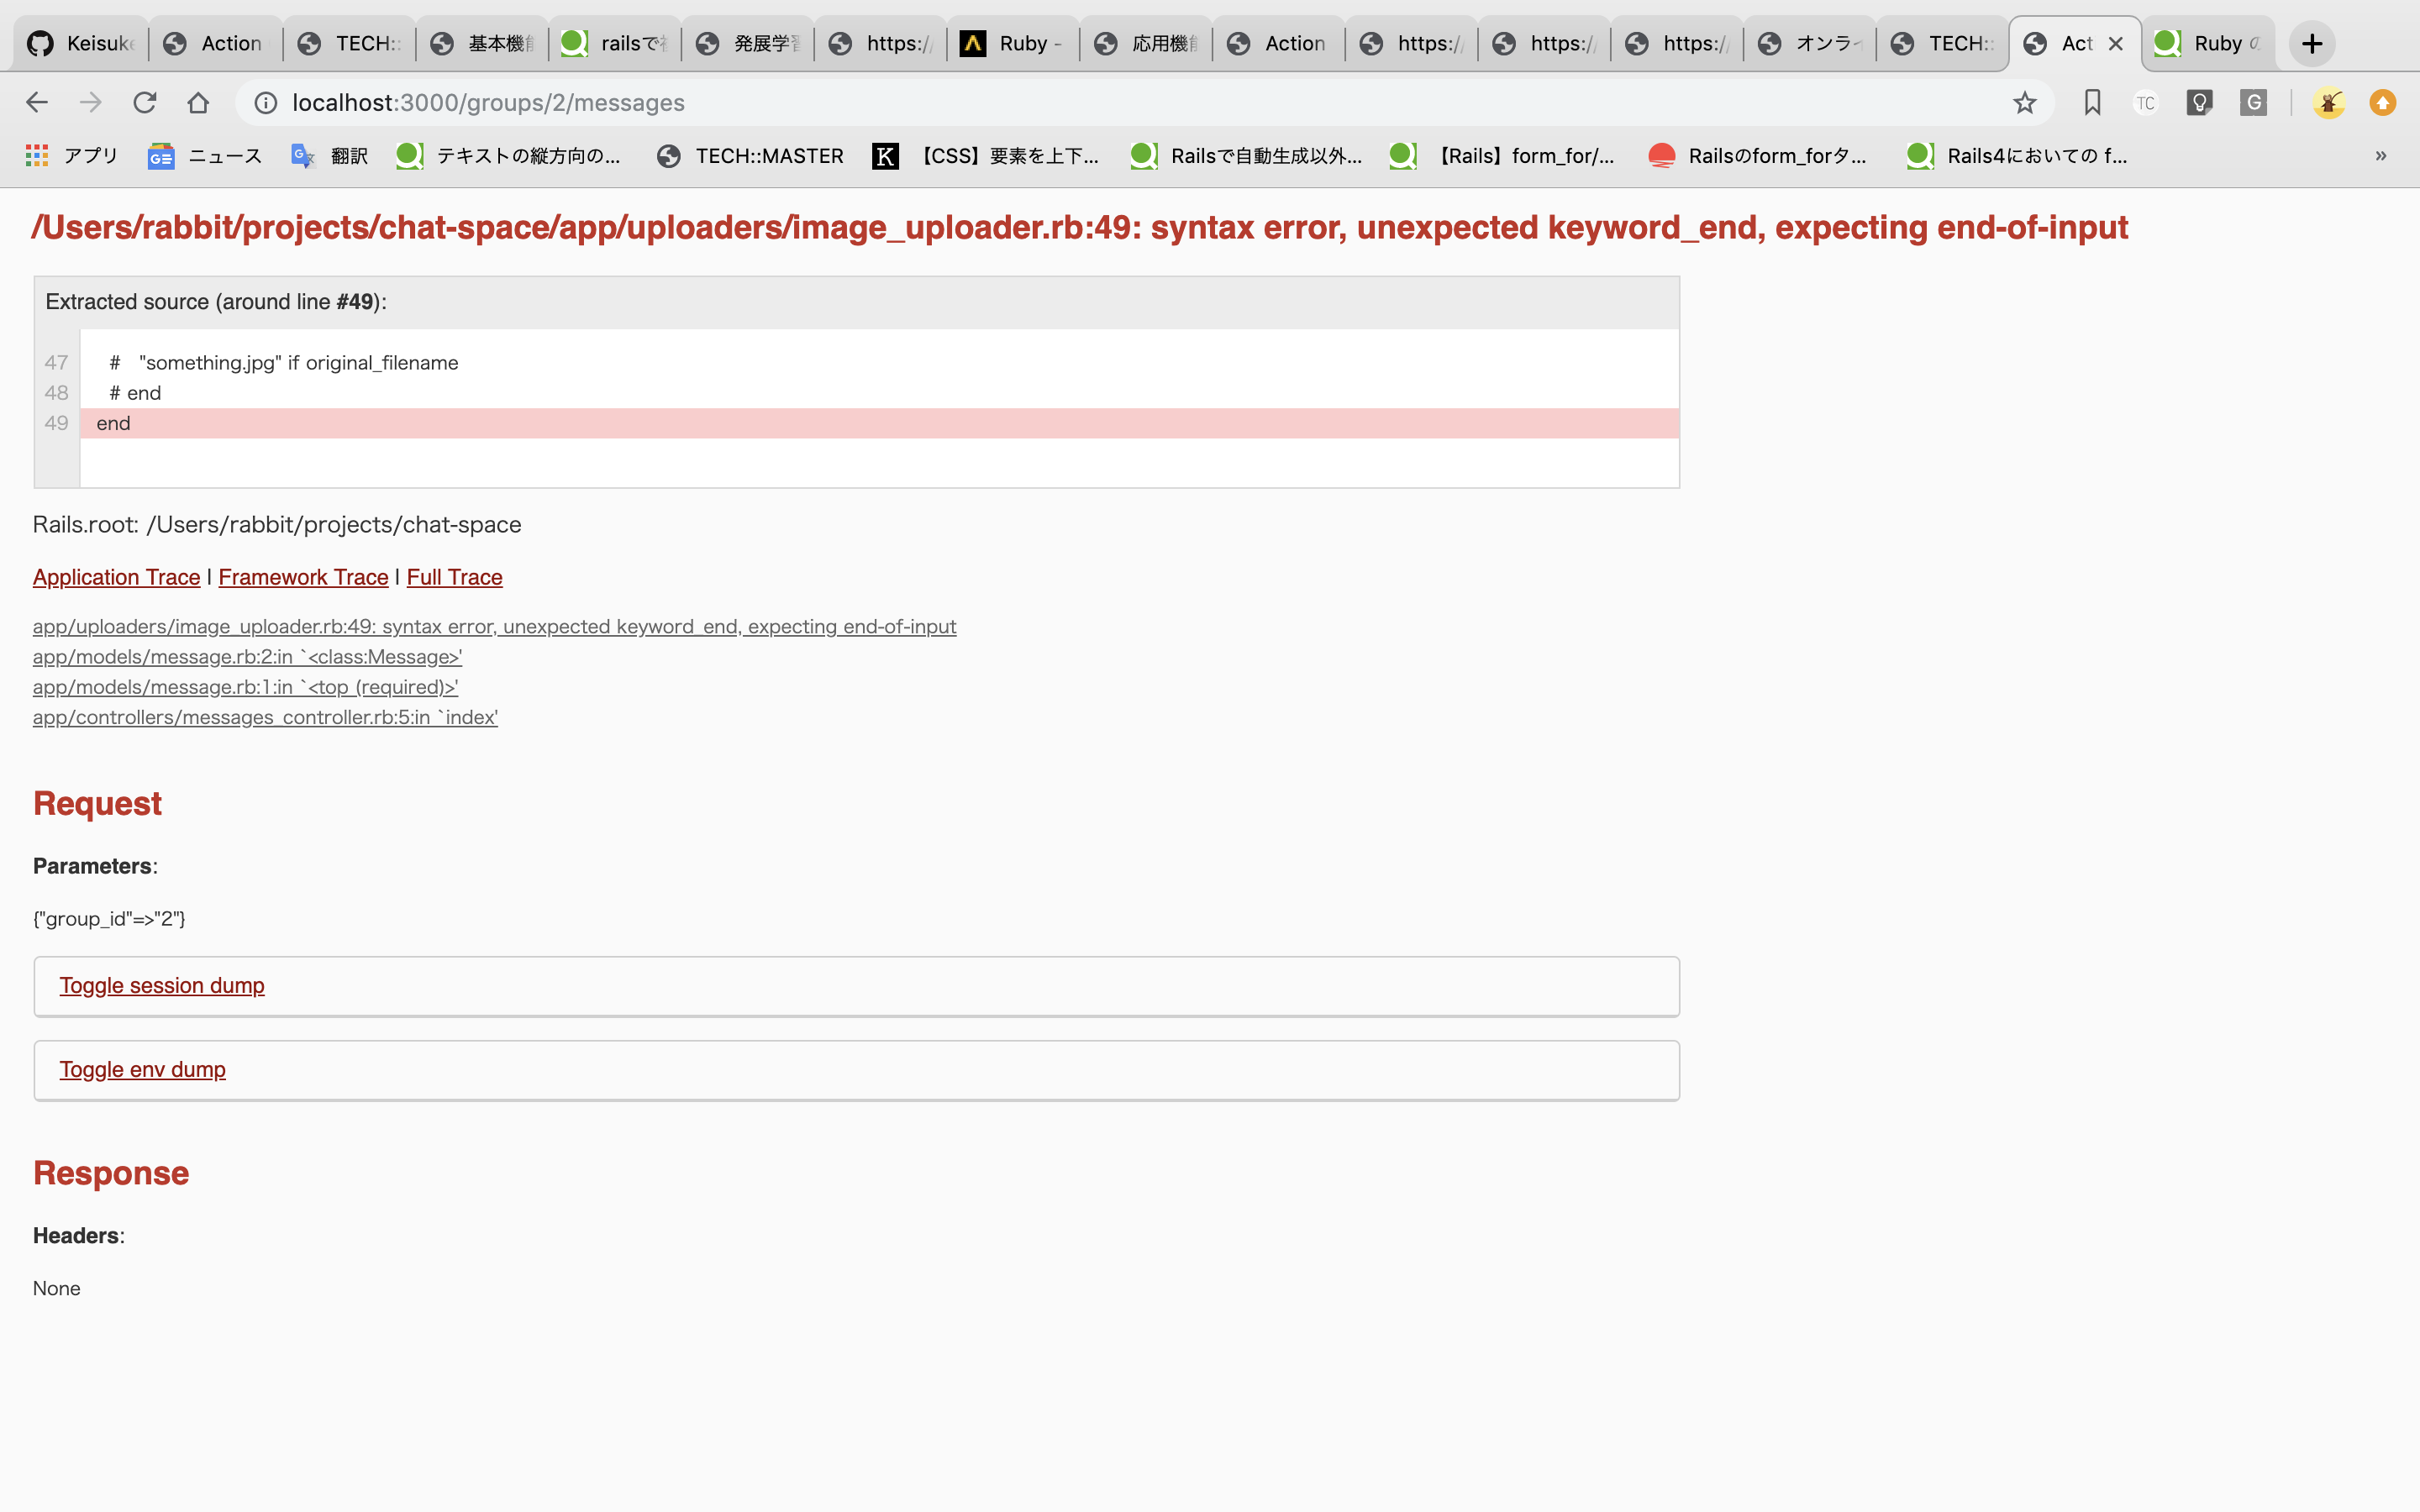 Keisuke
Action
TECH::
基本機能
railsで
発展学習
https:/
Ruby -
応用機能
Action
https:/
https:/
https:/
オンライ
TECH::
Act
Ruby の
localhost:3000/groups/2/messages
TC
G
アプリ
ニュース
翻訳
テキストの縦方向の...
TECH::MASTER
K
【CSS】要素を上下...
Railsで自動生成以外...
【Rails】form_for/...
Railsのform_forタ...
Rails4においての f...
»
/Users/rabbit/projects/chat-space/app/uploaders/image_uploader.rb:49: syntax error, unexpected keyword_end, expecting end-of-input
Extracted source (around line #49):
47 #   "something.jpg" if original_filename
48 # end
49 end
Rails.root: /Users/rabbit/projects/chat-space
Application Trace | Framework Trace | Full Trace
app/uploaders/image_uploader.rb:49: syntax error, unexpected keyword_end, expecting end-of-input
app/models/message.rb:2:in `<class:Message>'
app/models/message.rb:1:in `<top (required)>'
app/controllers/messages_controller.rb:5:in `index'
Request
Parameters:
{"group_id"=>"2"}
Toggle session dump
Toggle env dump
Response
Headers:
None